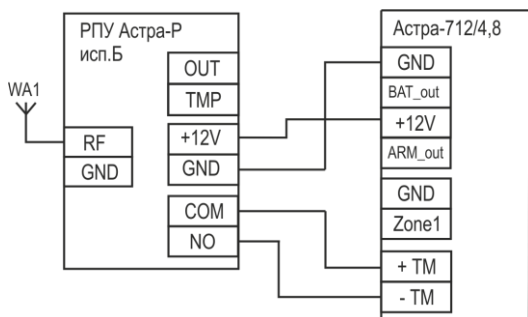 РПУ Астра-Р
исп.Б
WA1
RF
GND
OUT
TMP
+12V
GND
COM
NO
Астра-712/4,8
GND
BAT_out
+12V
ARM_out
GND
Zone1
+ TM
- TM